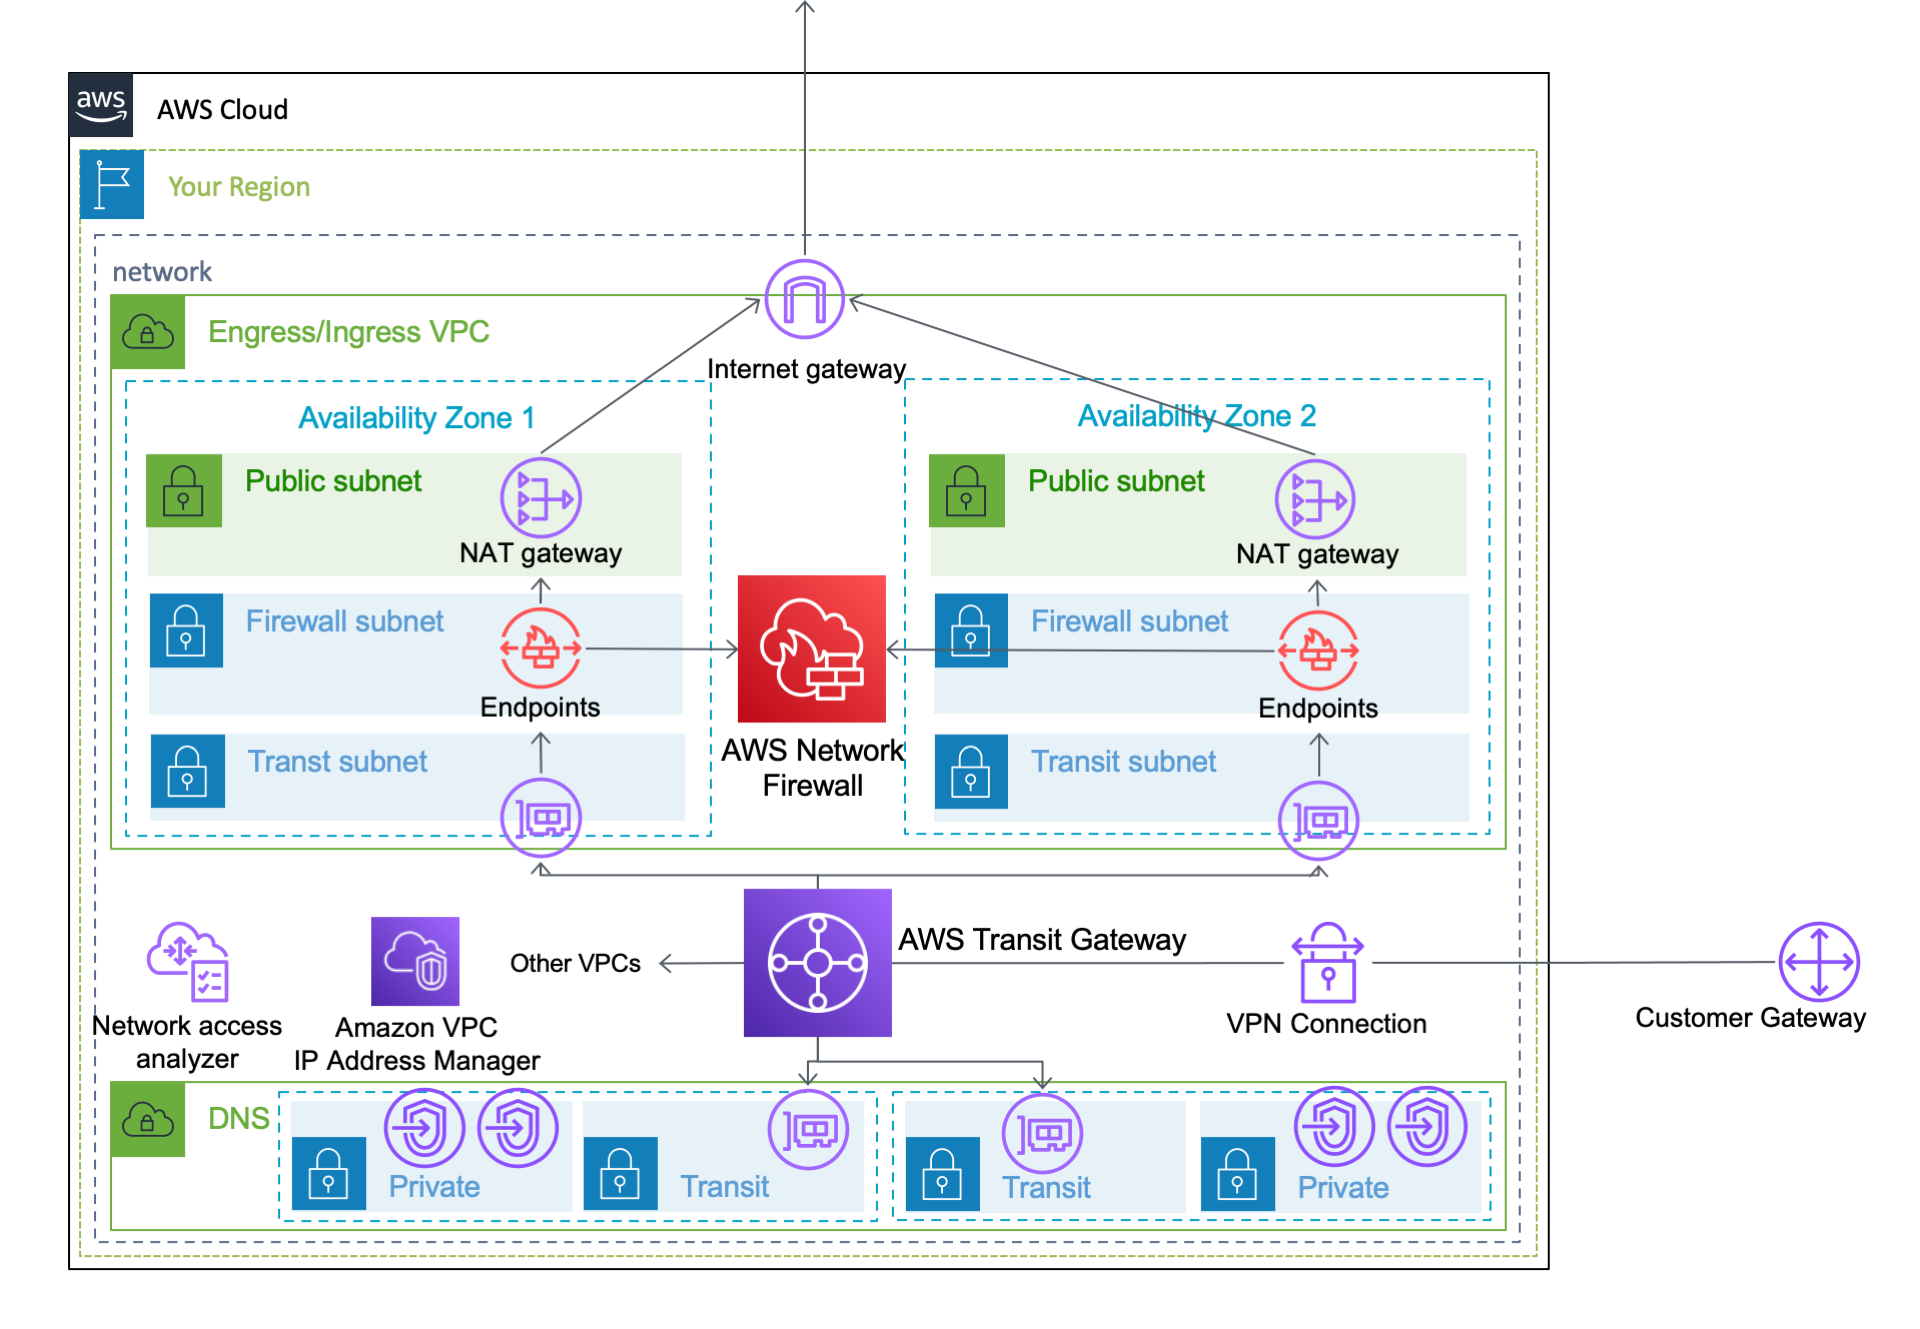 aws
AWS Cloud
Your Region
network
Engress/Ingress VPC
Internet gateway
Availability Zone 1
Availability Zone 2
Public subnet
NAT gateway
Public subnet
NAT gateway
Firewall subnet
Endpoints
Firewall subnet
Endpoints
AWS Network
Firewall
Transt subnet
Transit subnet
AWS Transit Gateway
Other VPCs
Network access
analyzer
Amazon VPC
IP Address Manager
VPN Connection
Customer Gateway
DNS
Private
Transit
Transit
Private